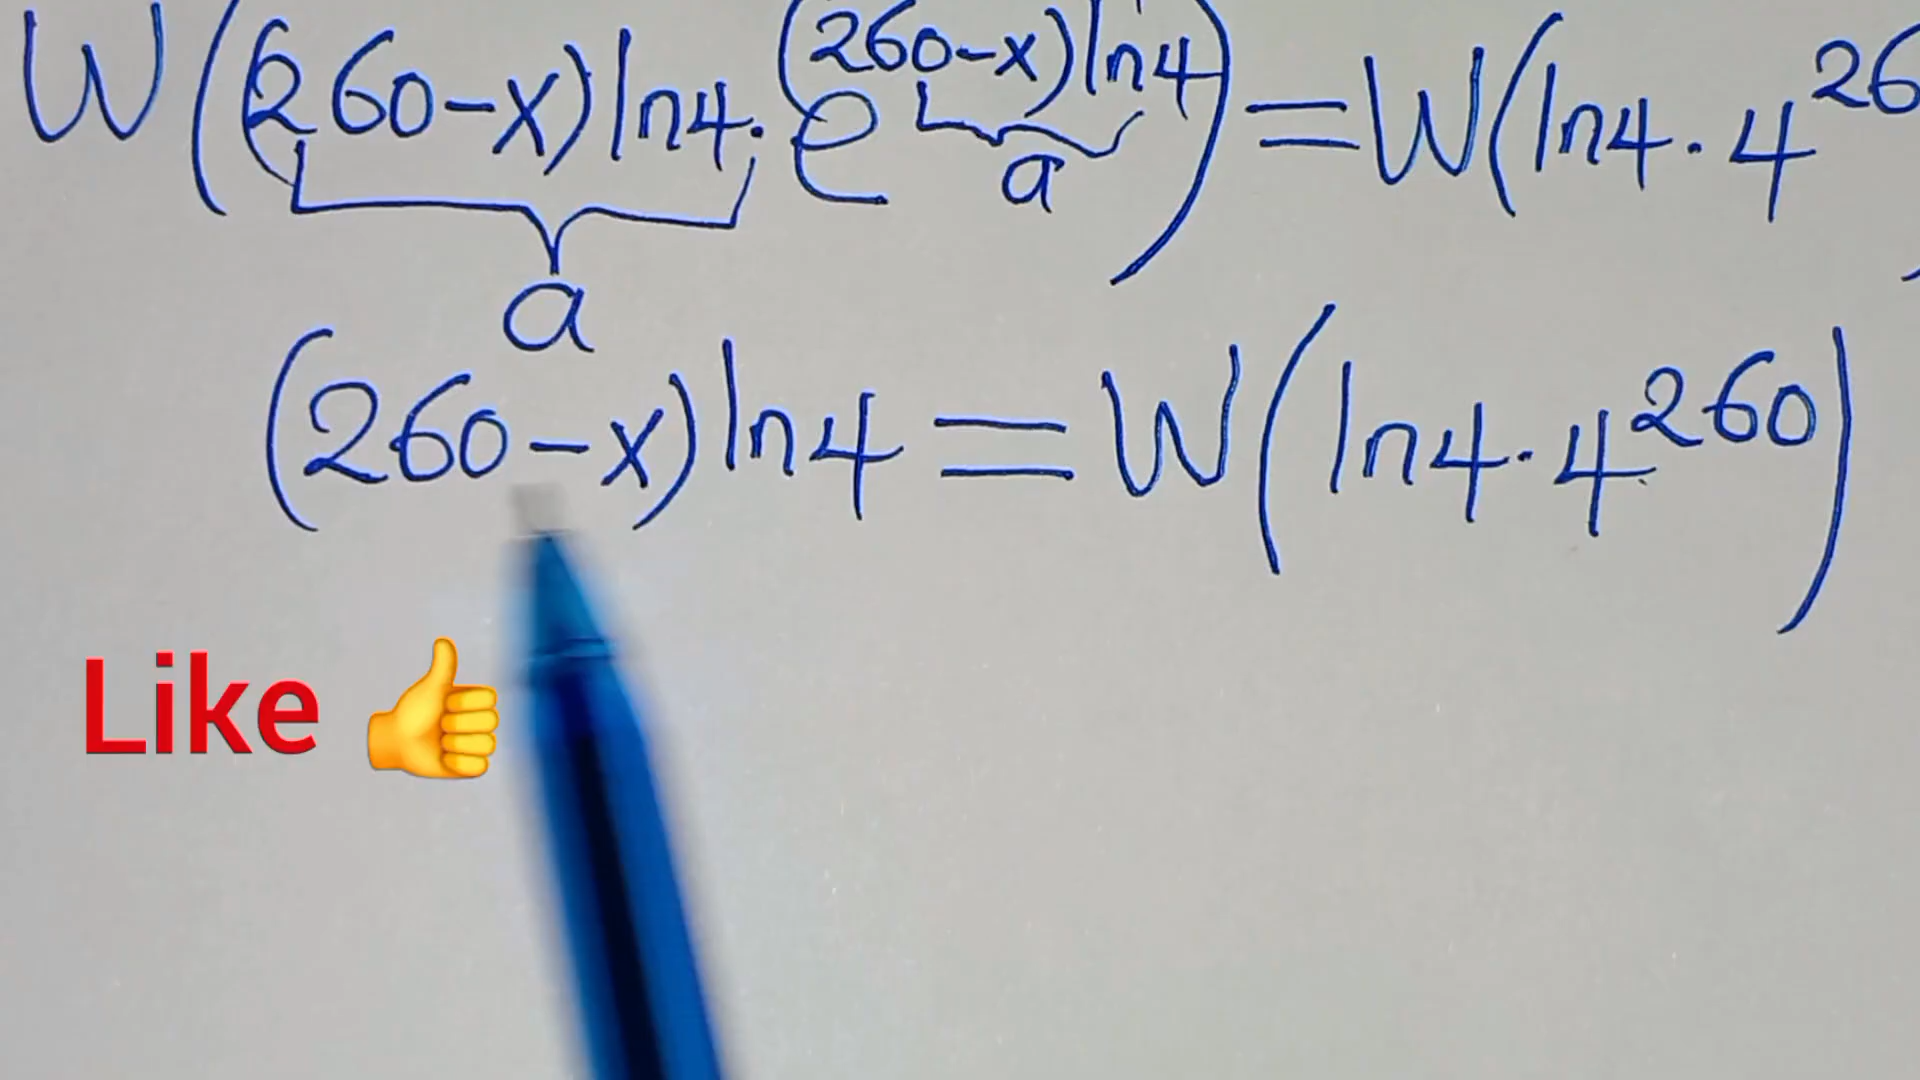 W((260-x)ln4. e^(260-x)ln4) = W(ln4. 4^26
a
a
(260-x)ln4 = W(ln4. 4^260)
Like 👍